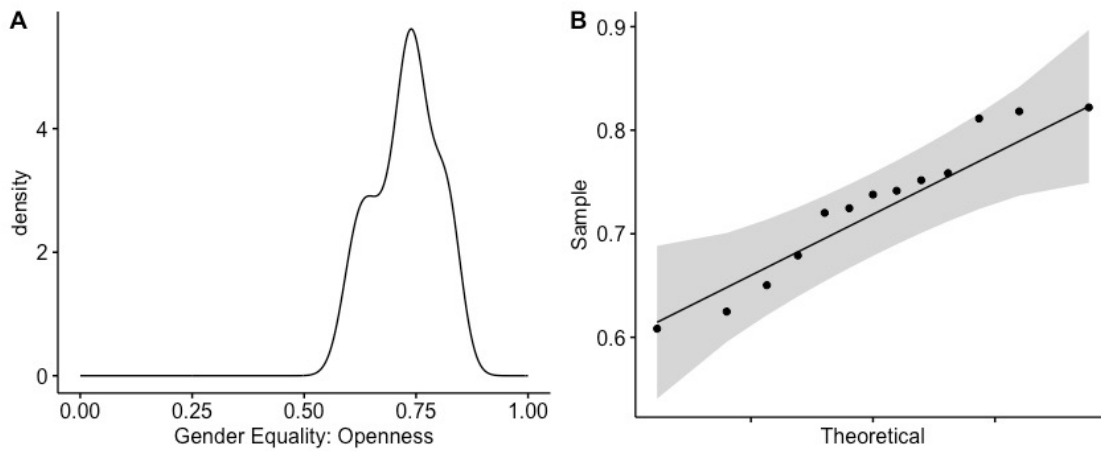 A
density
4
2
0
0.00 0.25 0.50 0.75 1.00
Gender Equality: Openness
B
Sample
0.9
0.8
0.7
0.6
Theoretical